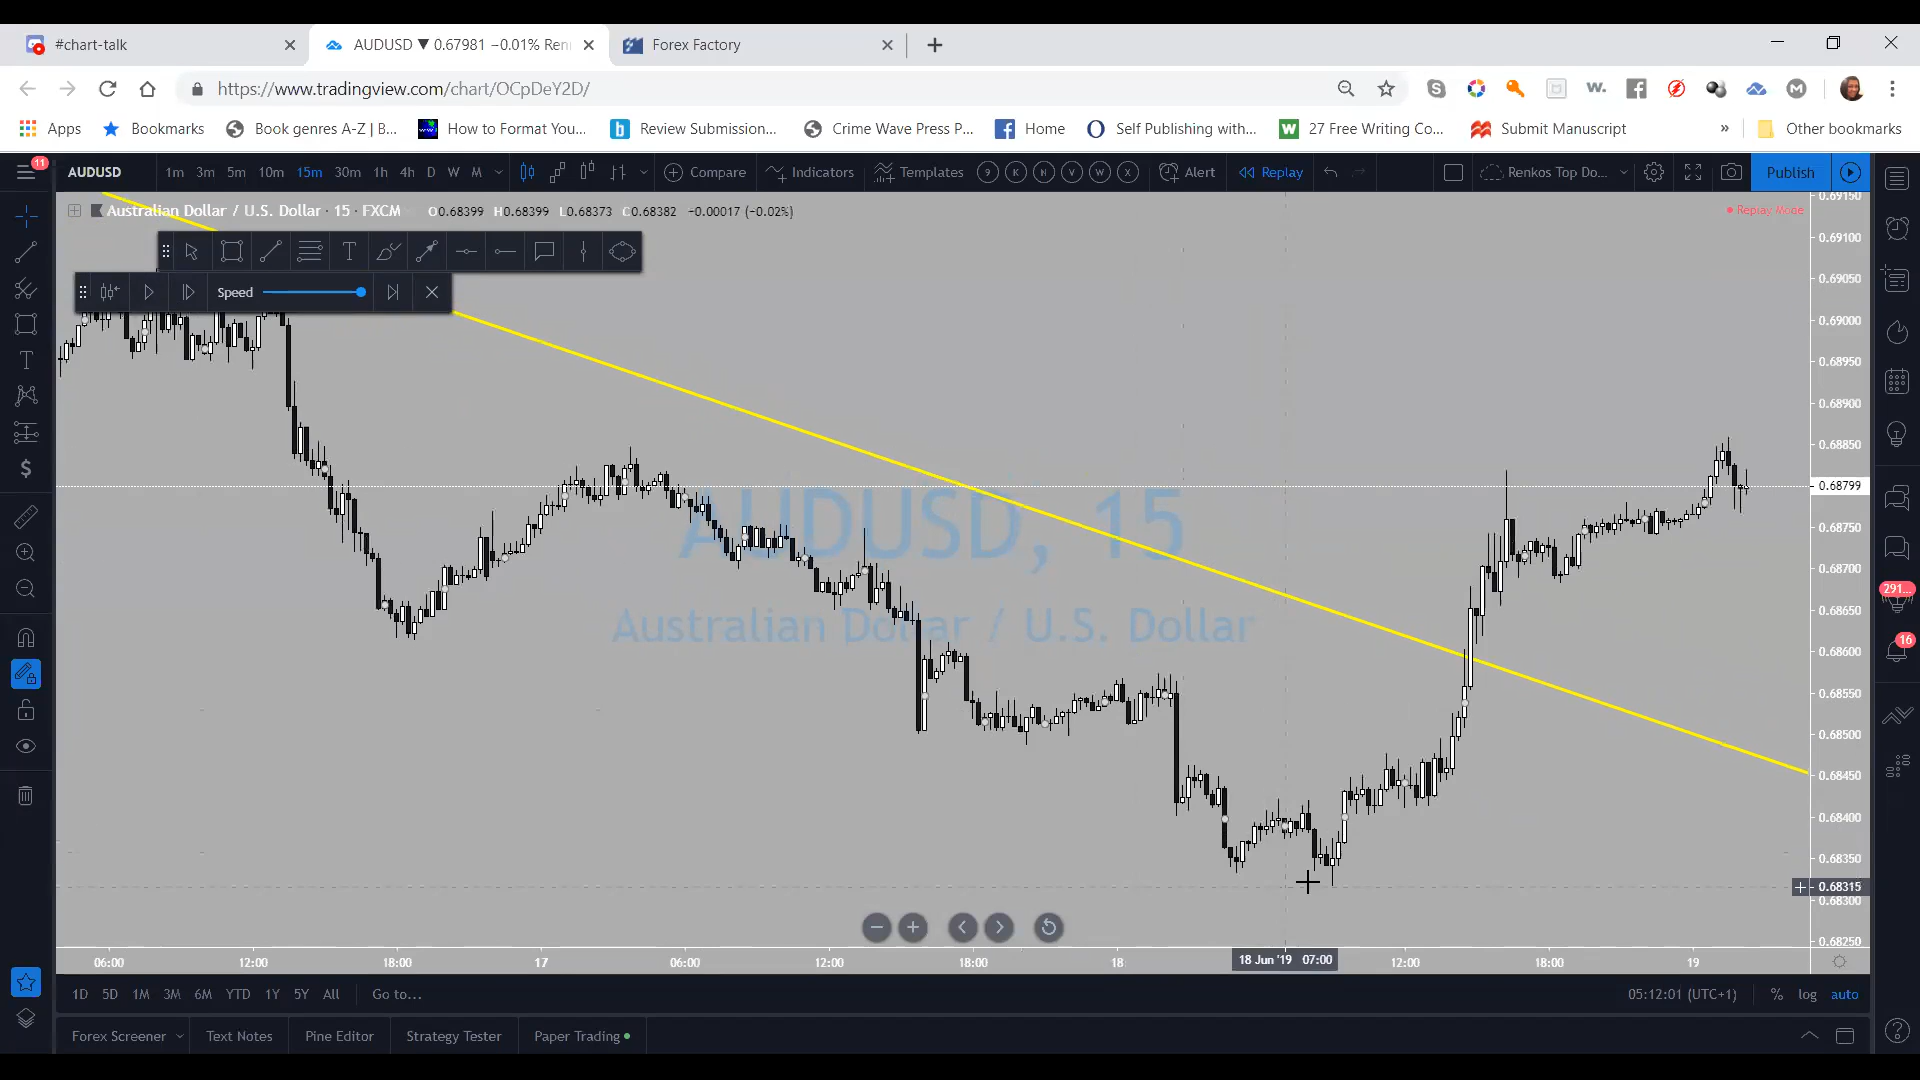 #chart-talk
AUDUSD ▼ 0.67981 −0.01% Ren
Forex Factory
https://www.tradingview.com/chart/OCpDeY2D/
Apps
Bookmarks
Book genres A-Z | B...
How to Format You...
Review Submission...
Crime Wave Press P...
Home
Self Publishing with...
27 Free Writing Co...
Submit Manuscript
»
Other bookmarks
11
AUDUSD
1m 3m 5m 10m 15m 30m 1h 4h D W M
Compare
Indicators
Templates
9 K N V W X
Alert
Replay
Renkos Top Do...
Publish
Australian Dollar / U.S. Dollar · 15 · FXCM O0.68399 H0.68399 L0.68373 C0.68382 −0.00017 (−0.02%)
Replay Mode
Speed
AUDUSD, 15
Australian Dollar / U.S. Dollar
0.69150
0.69100
0.69050
0.69000
0.68950
0.68900
0.68850
0.68799
0.68750
0.68700
0.68650
0.68600
0.68550
0.68500
0.68450
0.68400
0.68350
0.68315
0.68300
0.68250
291...
16
06:00 12:00 18:00 17 06:00 12:00 18:00 18 18 Jun '19 07:00 12:00 18:00 19
1D 5D 1M 3M 6M YTD 1Y 5Y All Go to...
05:12:01 (UTC+1) % log auto
Forex Screener
Text Notes
Pine Editor
Strategy Tester
Paper Trading